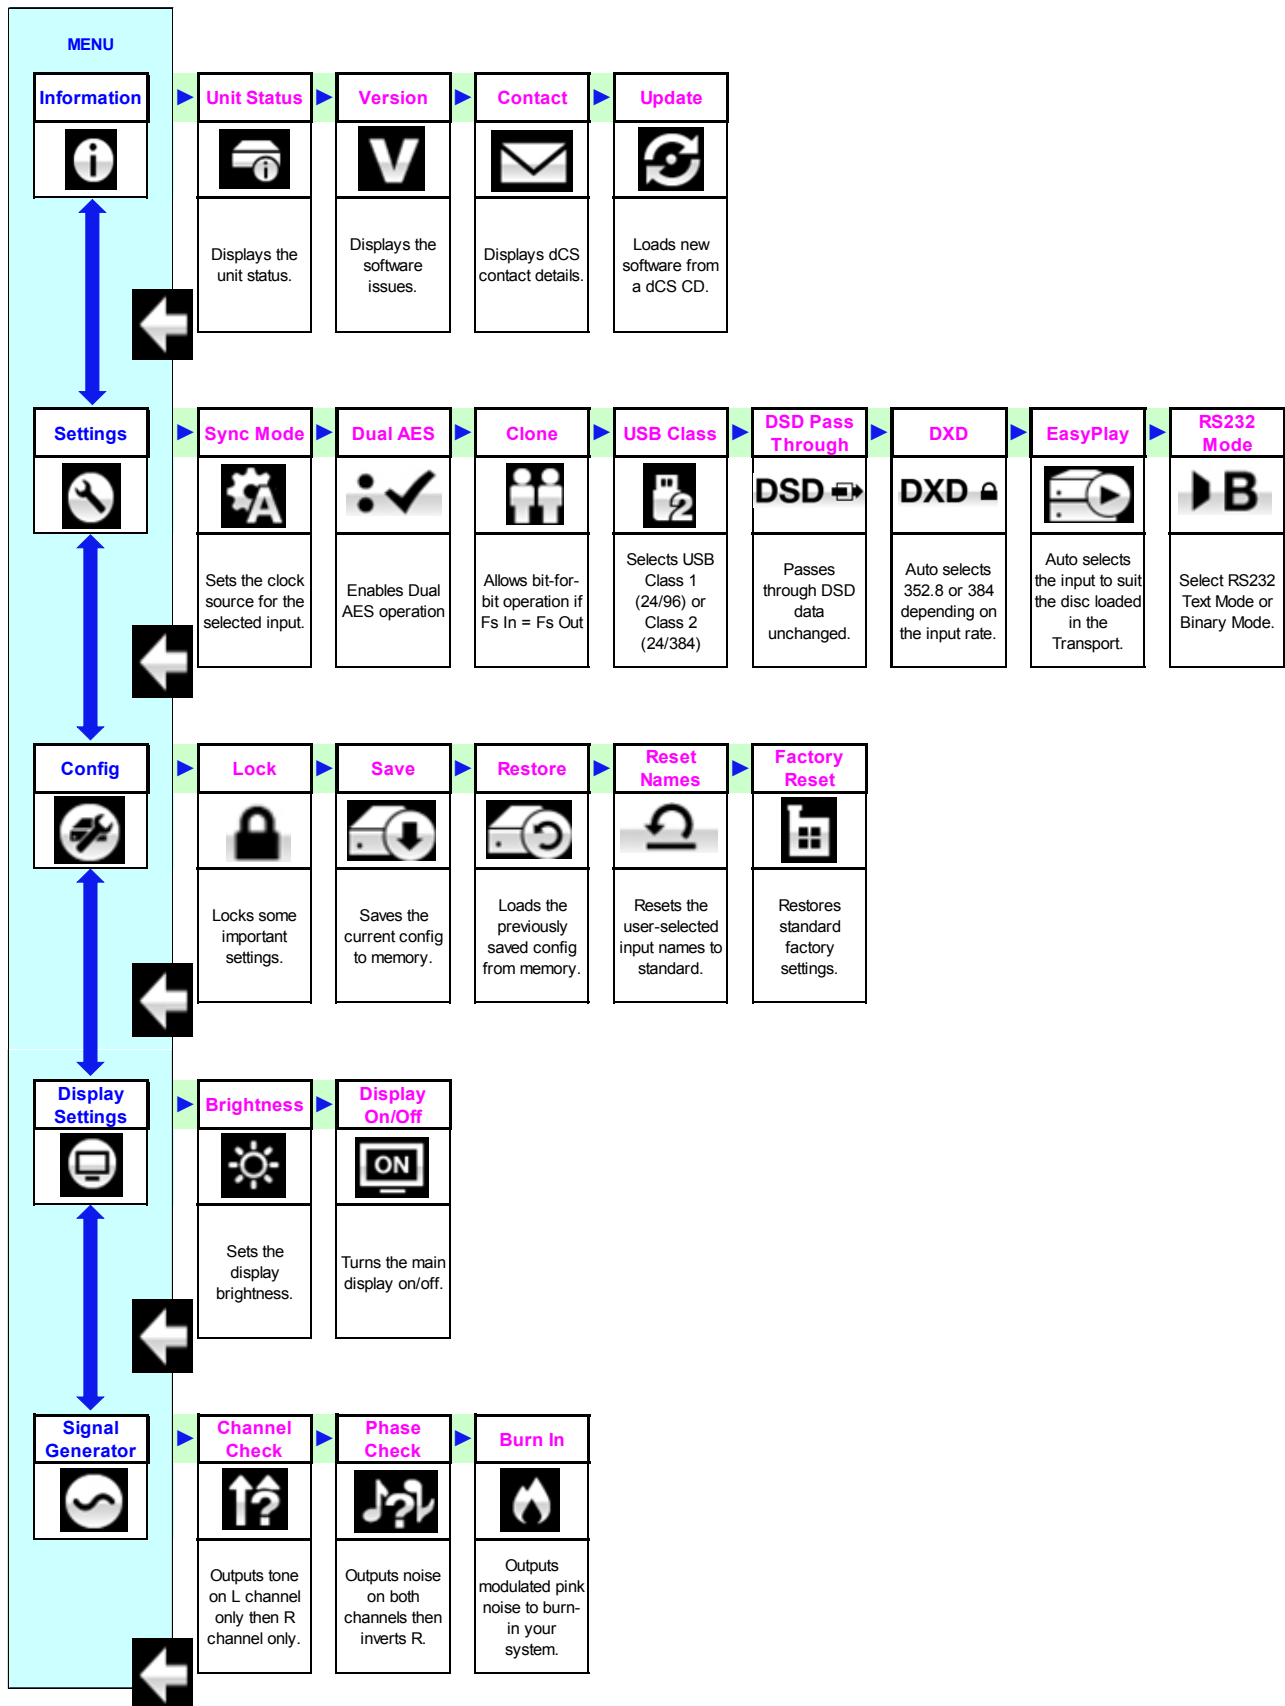 MENU
Information
Unit Status
Version
Contact
Update
V
Displays the
unit status.
Displays the
software
issues.
Displays dCS
contact details.
Loads new
software from
a dCS CD.
Settings
Sync Mode
Dual AES
Clone
USB Class
DSD Pass
Through
DXD
EasyPlay
RS232
Mode
A
2
DSD
DXD
B
Sets the clock
source for the
selected input.
Enables Dual
AES operation
Allows bit-for-
bit operation if
Fs In = Fs Out
Selects USB
Class 1
(24/96) or
Class 2
(24/384)
Passes
through DSD
data
unchanged.
Auto selects
352.8 or 384
depending on
the input rate.
Auto selects
the input to suit
the disc loaded
in the
Transport.
Select RS232
Text Mode or
Binary Mode.
Config
Lock
Save
Restore
Reset
Names
Factory
Reset
Locks some
important
settings.
Saves the
current config
to memory.
Loads the
previously
saved config
from memory.
Resets the
user-selected
input names to
standard.
Restores
standard
factory
settings.
Display
Settings
Brightness
Display
On/Off
ON
Sets the
display
brightness.
Turns the main
display on/off.
Signal
Generator
Channel
Check
Phase
Check
Burn In
?
?
Outputs tone
on L channel
only then R
channel only.
Outputs noise
on both
channels then
inverts R.
Outputs
modulated pink
noise to burn-
in your
system.